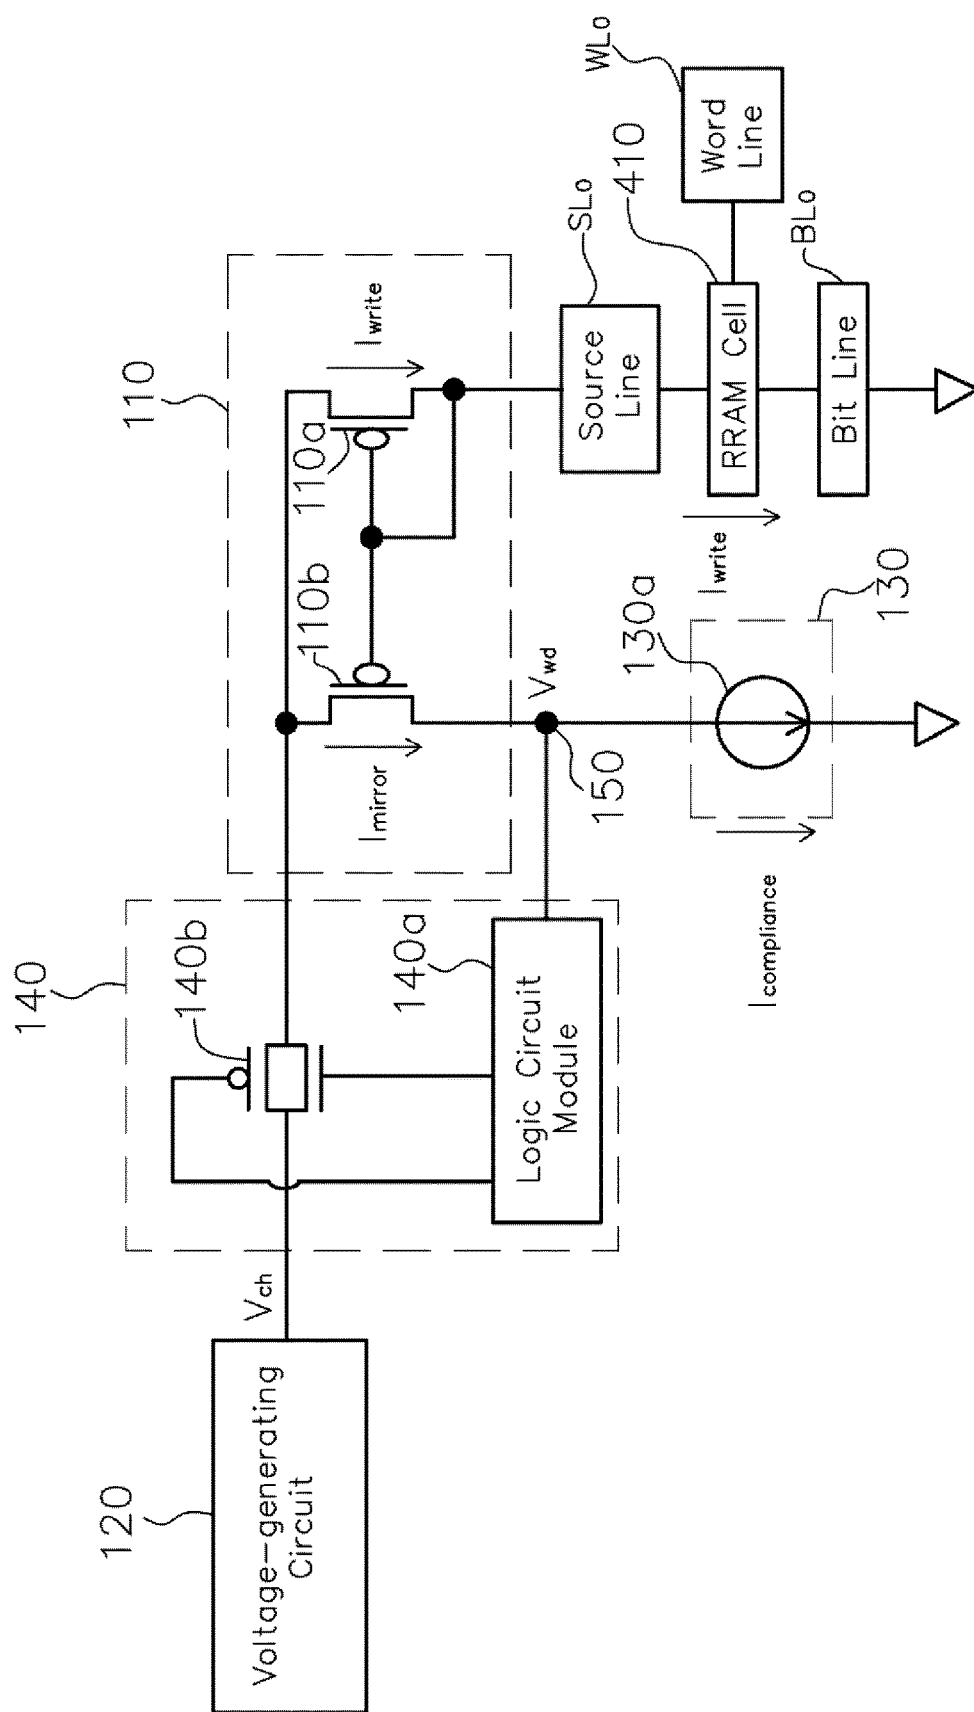 120
Voltage-generating
Circuit
Vch
140
140b
140a
Logic Circuit
Module
110
110b
110a
Imirror
Iwrite
Vwd
150
Icompliance
130a
130
Source
Line
SLo
Iwrite
RRAM Cell
410
Word
Line
WLo
Bit Line
BLo